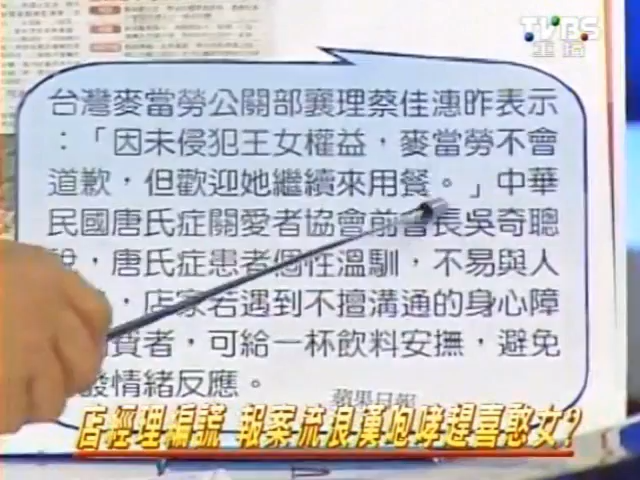 TVBS
重播
台灣麥當勞公關部襄理蔡佳漶昨表示
：「因未侵犯王女權益，麥當勞不會
道歉，但歡迎她繼續來用餐。」中華
民國唐氏症關愛者協會前會長吳奇聰
說，唐氏症患者個性溫馴，不易與人
，店家若遇到不擅溝通的身心障
費者，可給一杯飲料安撫，避免
發情緒反應。
蘋果日報
店經理編謊 報案流浪漢咆哮趕喜憨女？